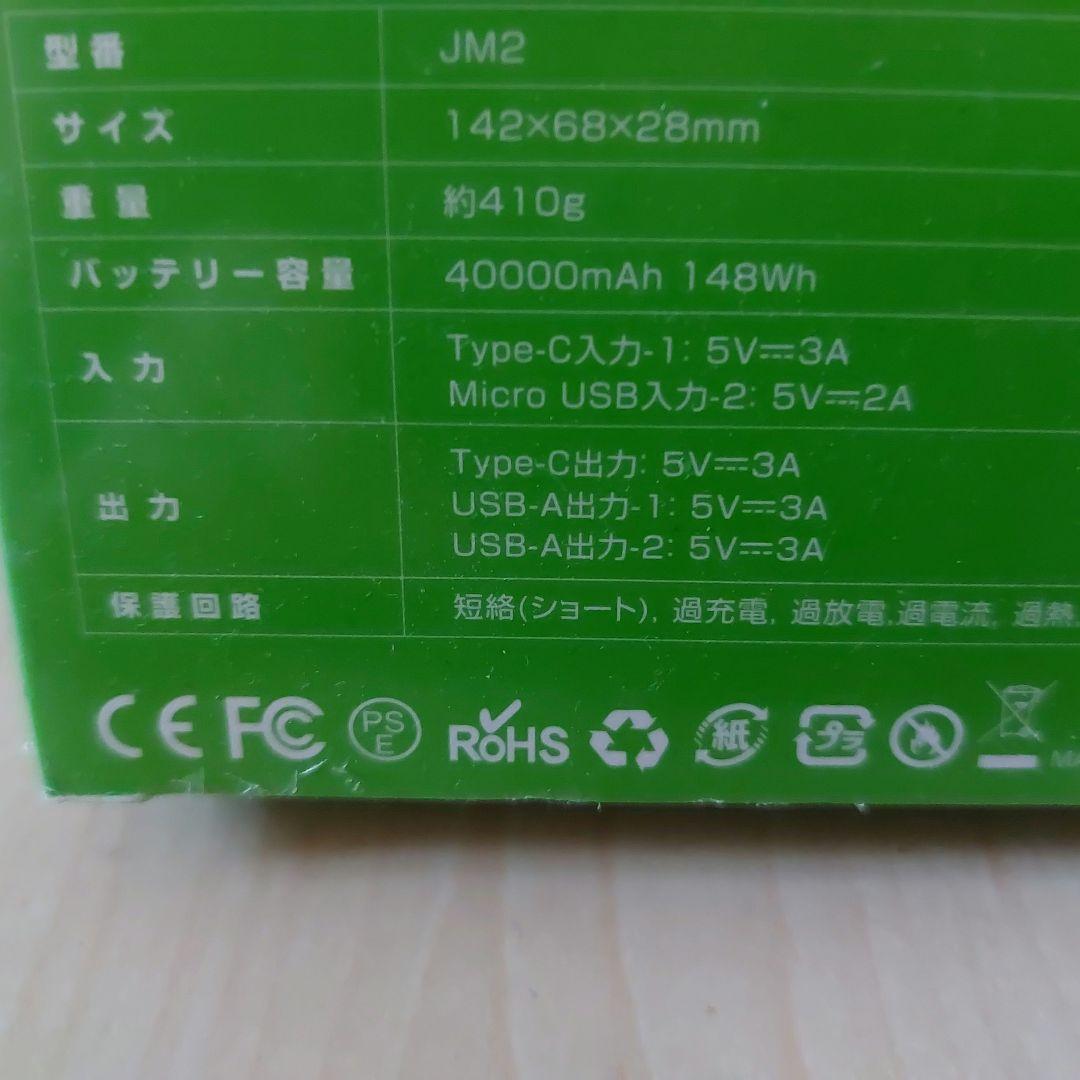 型番 JM2
サイズ 142×68×28mm
重量 約410g
バッテリー容量 40000mAh 148Wh
入力
Type-C入力-1: 5V⎓3A
Micro USB入力-2: 5V⎓2A
出力
Type-C出力: 5V⎓3A
USB-A出力-1: 5V⎓3A
USB-A出力-2: 5V⎓3A
保護回路 短絡(ショート), 過充電, 過放電,過電流, 過熱,
CE FC PSE RoHS 紙 プラ